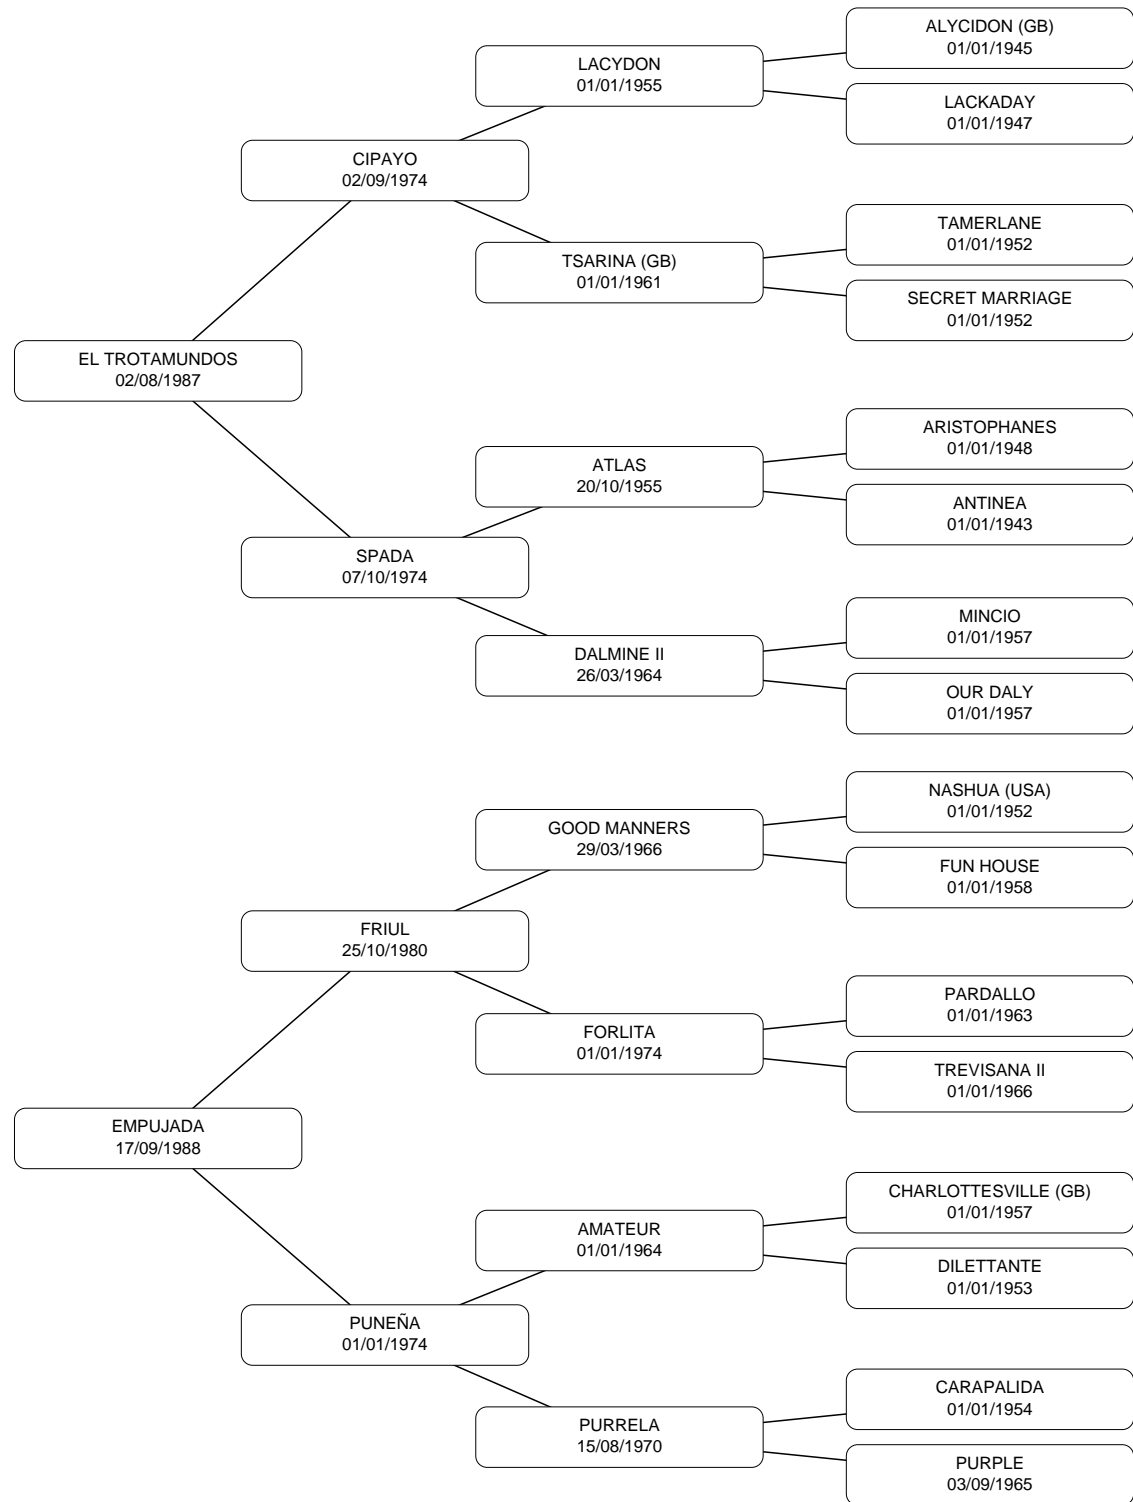 ALYCIDON (GB)
01/01/1945
LACYDON
01/01/1955
LACKADAY
01/01/1947
CIPAYO
02/09/1974
TAMERLANE
01/01/1952
TSARINA (GB)
01/01/1961
SECRET MARRIAGE
01/01/1952
EL TROTAMUNDOS
02/08/1987
ARISTOPHANES
01/01/1948
ATLAS
20/10/1955
ANTINEA
01/01/1943
SPADA
07/10/1974
MINCIO
01/01/1957
DALMINE II
26/03/1964
OUR DALY
01/01/1957
NASHUA (USA)
01/01/1952
GOOD MANNERS
29/03/1966
FUN HOUSE
01/01/1958
FRIUL
25/10/1980
PARDALLO
01/01/1963
FORLITA
01/01/1974
TREVISANA II
01/01/1966
EMPUJADA
17/09/1988
CHARLOTTESVILLE (GB)
01/01/1957
AMATEUR
01/01/1964
DILETTANTE
01/01/1953
PUNEÑA
01/01/1974
CARAPALIDA
01/01/1954
PURRELA
15/08/1970
PURPLE
03/09/1965